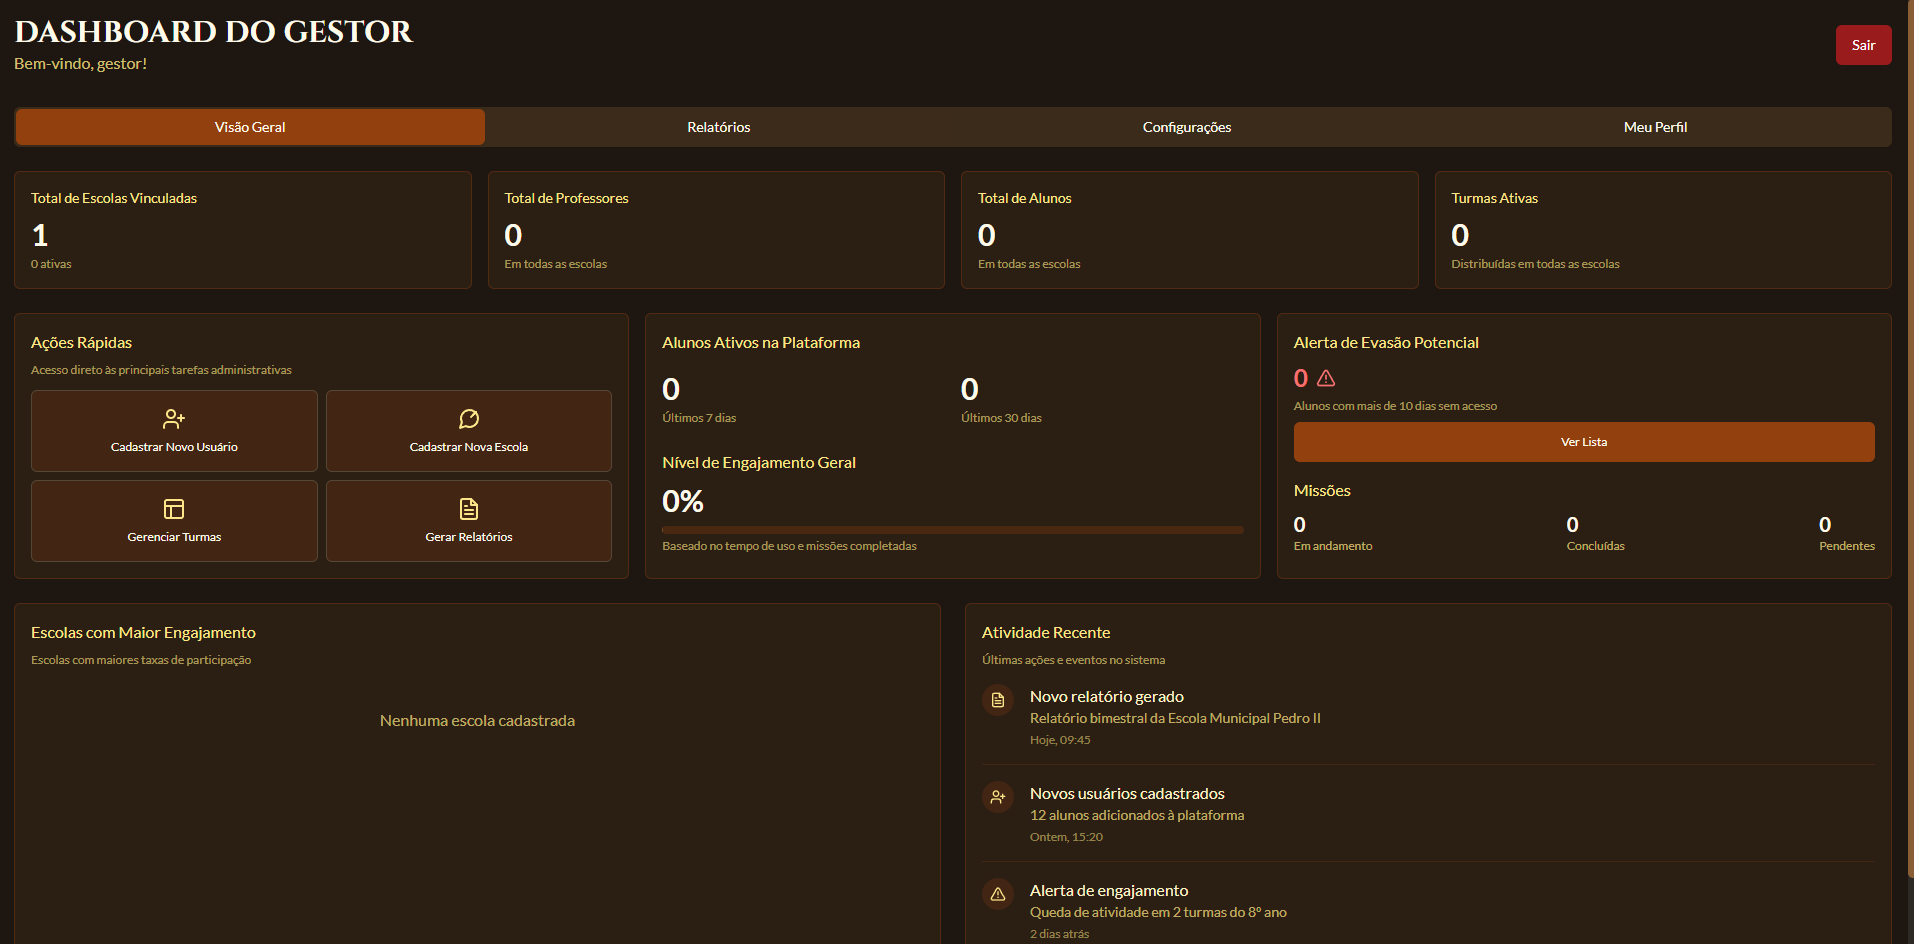 DASHBOARD DO GESTOR
Bem-vindo, gestor!
Sair
Visão Geral
Relatórios
Configurações
Meu Perfil
Total de Escolas Vinculadas
1
0 ativas
Total de Professores
0
Em todas as escolas
Total de Alunos
0
Em todas as escolas
Turmas Ativas
0
Distribuídas em todas as escolas
Ações Rápidas
Acesso direto às principais tarefas administrativas
Cadastrar Novo Usuário
Cadastrar Nova Escola
Gerenciar Turmas
Gerar Relatórios
Alunos Ativos na Plataforma
0
Últimos 7 dias
0
Últimos 30 dias
Nível de Engajamento Geral
0%
Baseado no tempo de uso e missões completadas
Alerta de Evasão Potencial
0
Alunos com mais de 10 dias sem acesso
Ver Lista
Missões
0
Em andamento
0
Concluídas
0
Pendentes
Escolas com Maior Engajamento
Escolas com maiores taxas de participação
Nenhuma escola cadastrada
Atividade Recente
Últimas ações e eventos no sistema
Novo relatório gerado
Relatório bimestral da Escola Municipal Pedro II
Hoje, 09:45
Novos usuários cadastrados
12 alunos adicionados à plataforma
Ontem, 15:20
Alerta de engajamento
Queda de atividade em 2 turmas do 8º ano
2 dias atrás